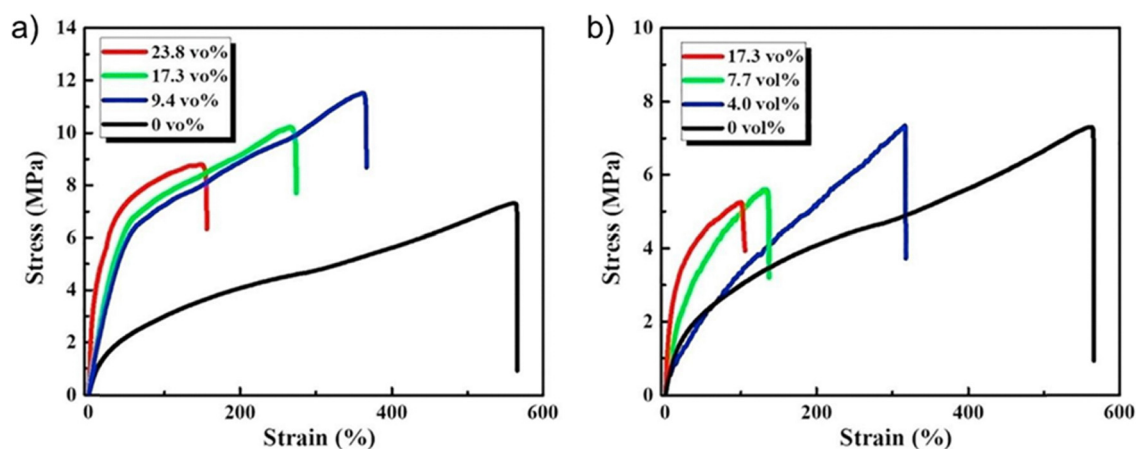 a)
14
12
10
8
6
4
2
0
Stress (MPa)
23.8 vo%
17.3 vo%
9.4 vo%
0 vo%
0 200 400 600
Strain (%)
b)
10
8
6
4
2
0
Stress (MPa)
17.3 vo%
7.7 vol%
4.0 vol%
0 vol%
0 200 400 600
Strain (%)